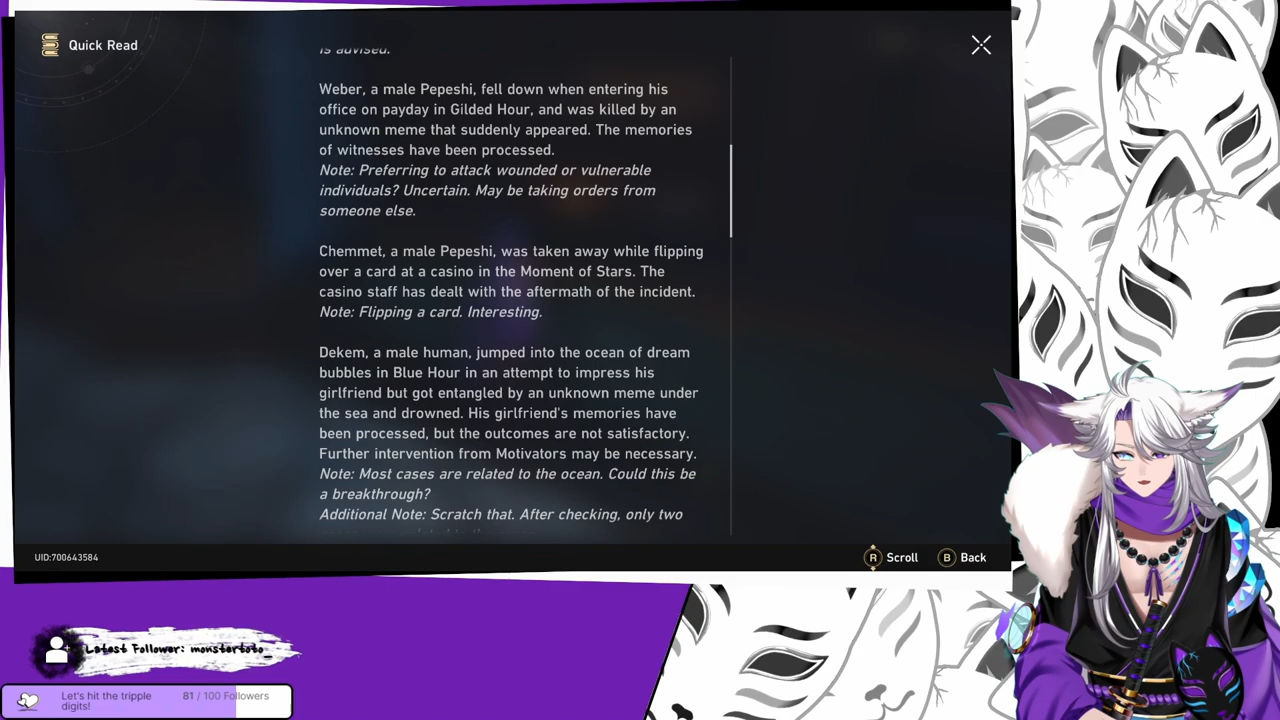 Quick Read
is advised.
Weber, a male Pepeshi, fell down when entering his
office on payday in Gilded Hour, and was killed by an
unknown meme that suddenly appeared. The memories
of witnesses have been processed.
Note: Preferring to attack wounded or vulnerable
individuals? Uncertain. May be taking orders from
someone else.
Chemmet, a male Pepeshi, was taken away while flipping
over a card at a casino in the Moment of Stars. The
casino staff has dealt with the aftermath of the incident.
Note: Flipping a card. Interesting.
Dekem, a male human, jumped into the ocean of dream
bubbles in Blue Hour in an attempt to impress his
girlfriend but got entangled by an unknown meme under
the sea and drowned. His girlfriend's memories have
been processed, but the outcomes are not satisfactory.
Further intervention from Motivators may be necessary.
Note: Most cases are related to the ocean. Could this be
a breakthrough?
Additional Note: Scratch that. After checking, only two
UID:700643584
R Scroll
B Back
Latest Follower: monstertoto_
Let's hit the tripple
digits!
81 / 100 Followers